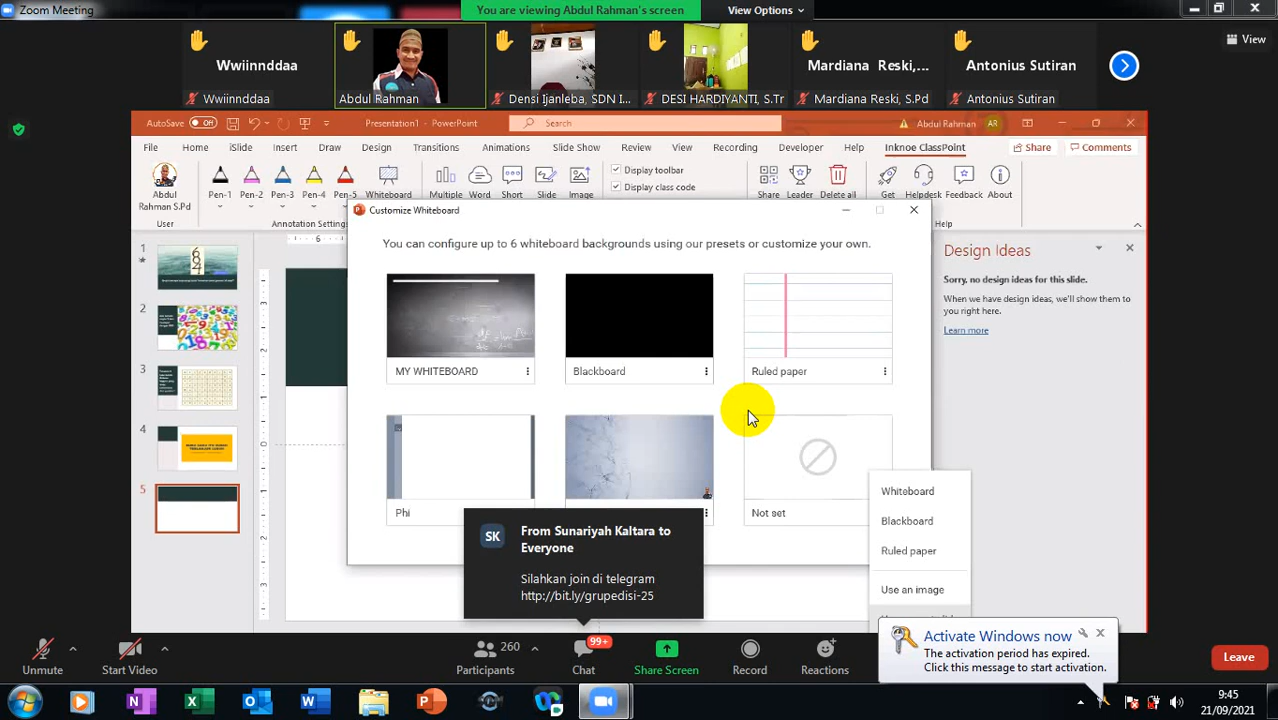 Zoom Meeting
You are viewing Abdul Rahman's screen
View Options
Wwiinnddaa
Mardiana Reski,...
Antonius Sutiran
View
Wwiinnddaa
Abdul Rahman
Densi Ijanleba, SDN I...
DESI HARDIYANTI, S.Tr
Mardiana Reski, S.Pd
Antonius Sutiran
AutoSave
Off
Presentation1 - PowerPoint
Search
Abdul Rahman
AR
File
Home
iSlide
Insert
Draw
Design
Transitions
Animations
Slide Show
Review
View
Recording
Developer
Help
Inknoe ClassPoint
Share
Comments
Abdul
Rahman S.Pd
User
Pen-1
Pen-2
Pen-3
Pen-4
Pen-5
Whiteboard
Annotation Settings
Multiple
Word
Short
Slide
Image
Display toolbar
Display class code
Share
Leader
Delete all
Get
Helpdesk
Feedback
About
Customize Whiteboard
You can configure up to 6 whiteboard backgrounds using our presets or customize your own.
MY WHITEBOARD
Blackboard
Ruled paper
Phi
Not set
Whiteboard
Blackboard
Ruled paper
Use an image
Design Ideas
Sorry, no design ideas for this slide.
When we have design ideas, we'll show them
to you right here.
Learn more
1
2
3
4
5
6
SK
From Sunariyah Kaltara to
Everyone
Silahkan join di telegram
http://bit.ly/grupedisi-25
Activate Windows now
The activation period has expired.
Click this message to start activation.
Unmute
Start Video
260
Participants
99+
Chat
Share Screen
Record
Reactions
Leave
9:45
21/09/2021